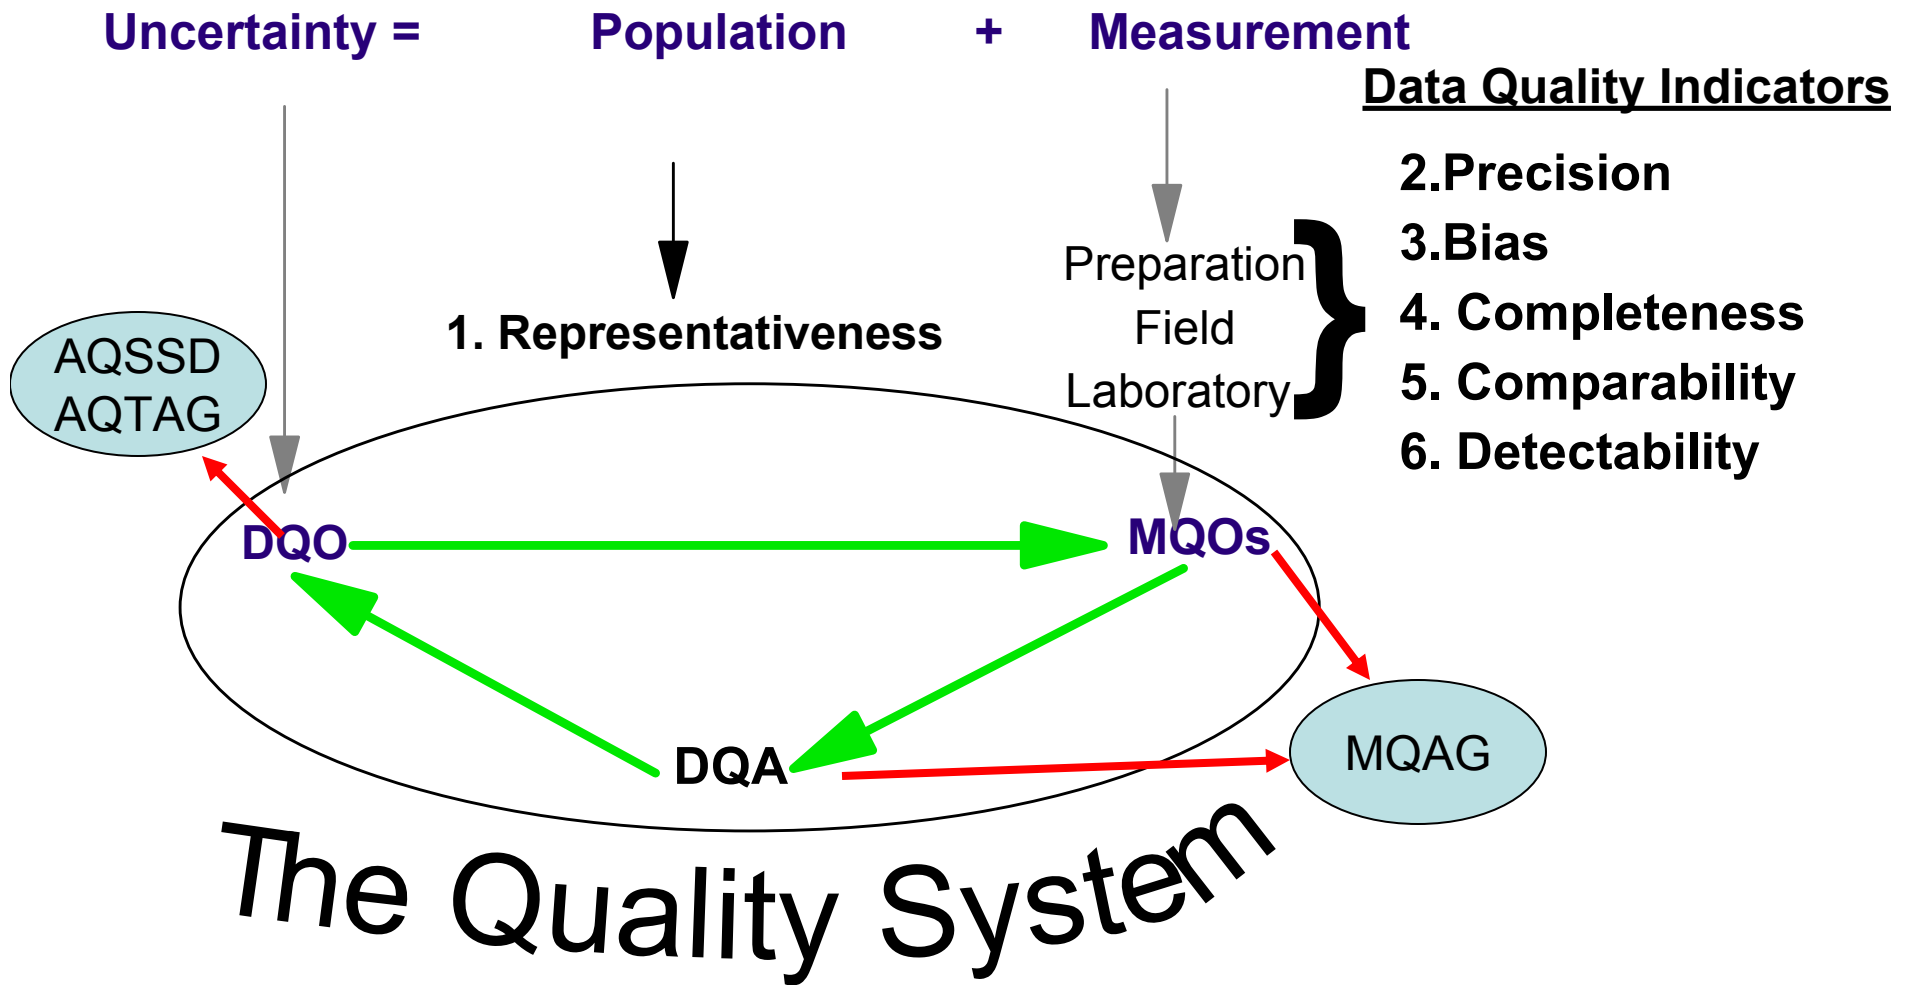 Uncertainty = Population + Measurement
Data Quality Indicators
2.Precision
3.Bias
4. Completeness
5. Comparability
6. Detectability
Preparation
Field
Laboratory
}
1. Representativeness
AQSSD
AQTAG
DQO
MQOs
DQA
MQAG
The Quality System